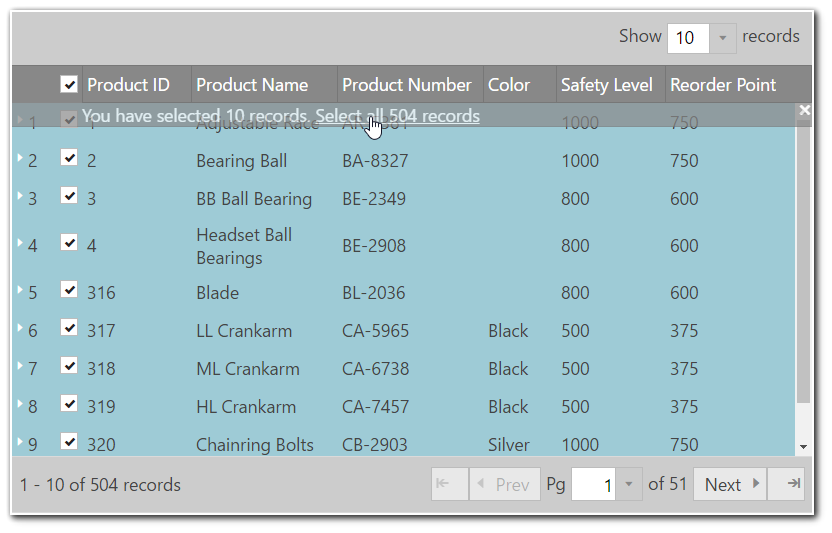 Show 10 records
Product ID Product Name Product Number Color Safety Level Reorder Point
You have selected 10 records. Select all 504 records
1 1 Adjustable Race 1000 750
2 2 Bearing Ball BA-8327 1000 750
3 3 BB Ball Bearing BE-2349 800 600
4 4 Headset Ball Bearings BE-2908 800 600
5 316 Blade BL-2036 800 600
6 317 LL Crankarm CA-5965 Black 500 375
7 318 ML Crankarm CA-6738 Black 500 375
8 319 HL Crankarm CA-7457 Black 500 375
9 320 Chainring Bolts CB-2903 Silver 1000 750
1 - 10 of 504 records Prev Pg 1 of 51 Next